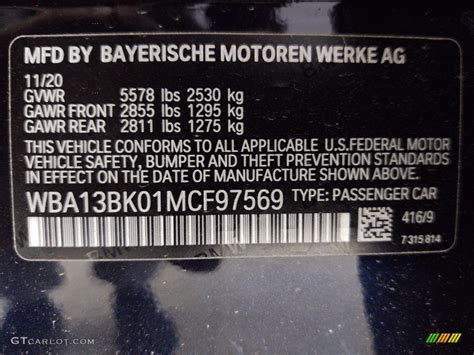 MFD BY BAYERISCHE MOTOREN WERKE AG
11/20
GVWR 5578 lbs 2530 kg
GAWR FRONT 2855 lbs 1295 kg
GAWR REAR 2811 lbs 1275 kg
THIS VEHICLE CONFORMS TO ALL APPLICABLE U.S.FEDERAL MOTOR
VEHICLE SAFETY, BUMPER AND THEFT PREVENTION STANDARDS
IN EFFECT ON THE DATE OF MANUFACTURE SHOWN ABOVE.
WBA13BK01MCF97569 TYPE: PASSENGER CAR
416/9
7 315 814
GTCARLOT.COM